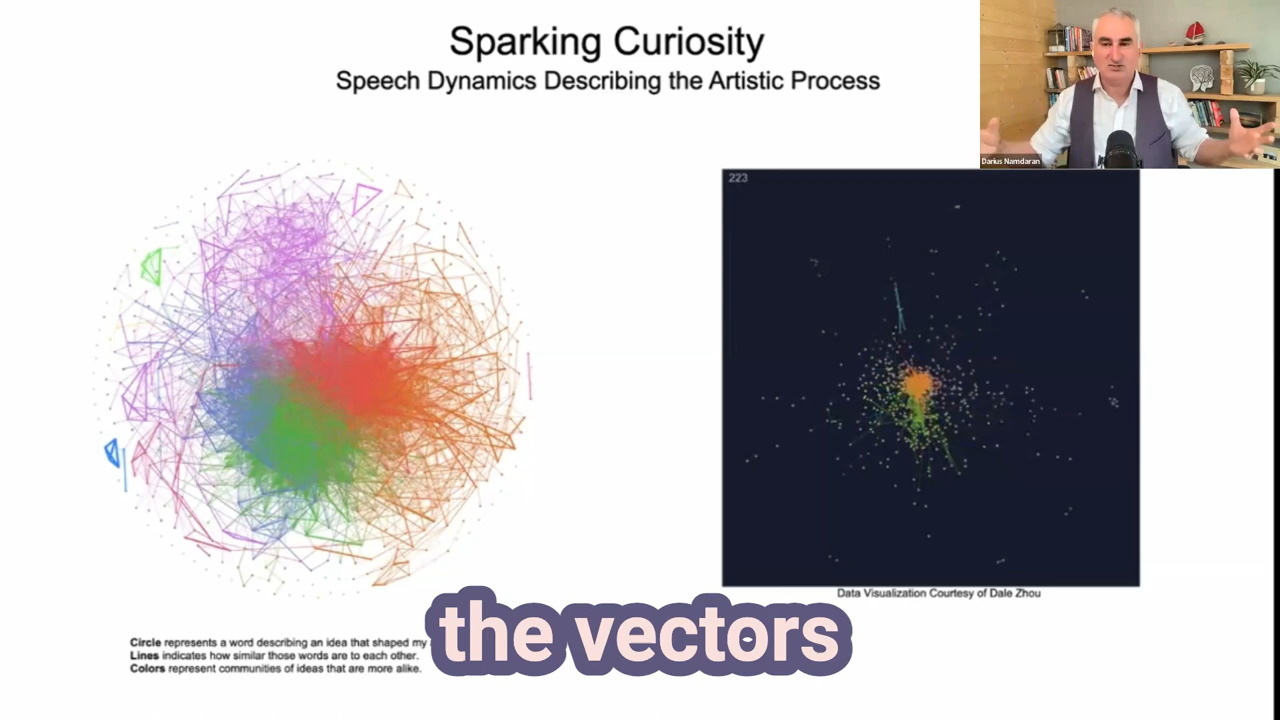 Sparking Curiosity
Speech Dynamics Describing the Artistic Process
Darius Namdaran
223
Data Visualization Courtesy of Dale Zhou
Circle represents a word describing an idea that shaped my
Lines indicates how similar those words are to each other.
Colors represent communities of ideas that are more alike.
the vectors